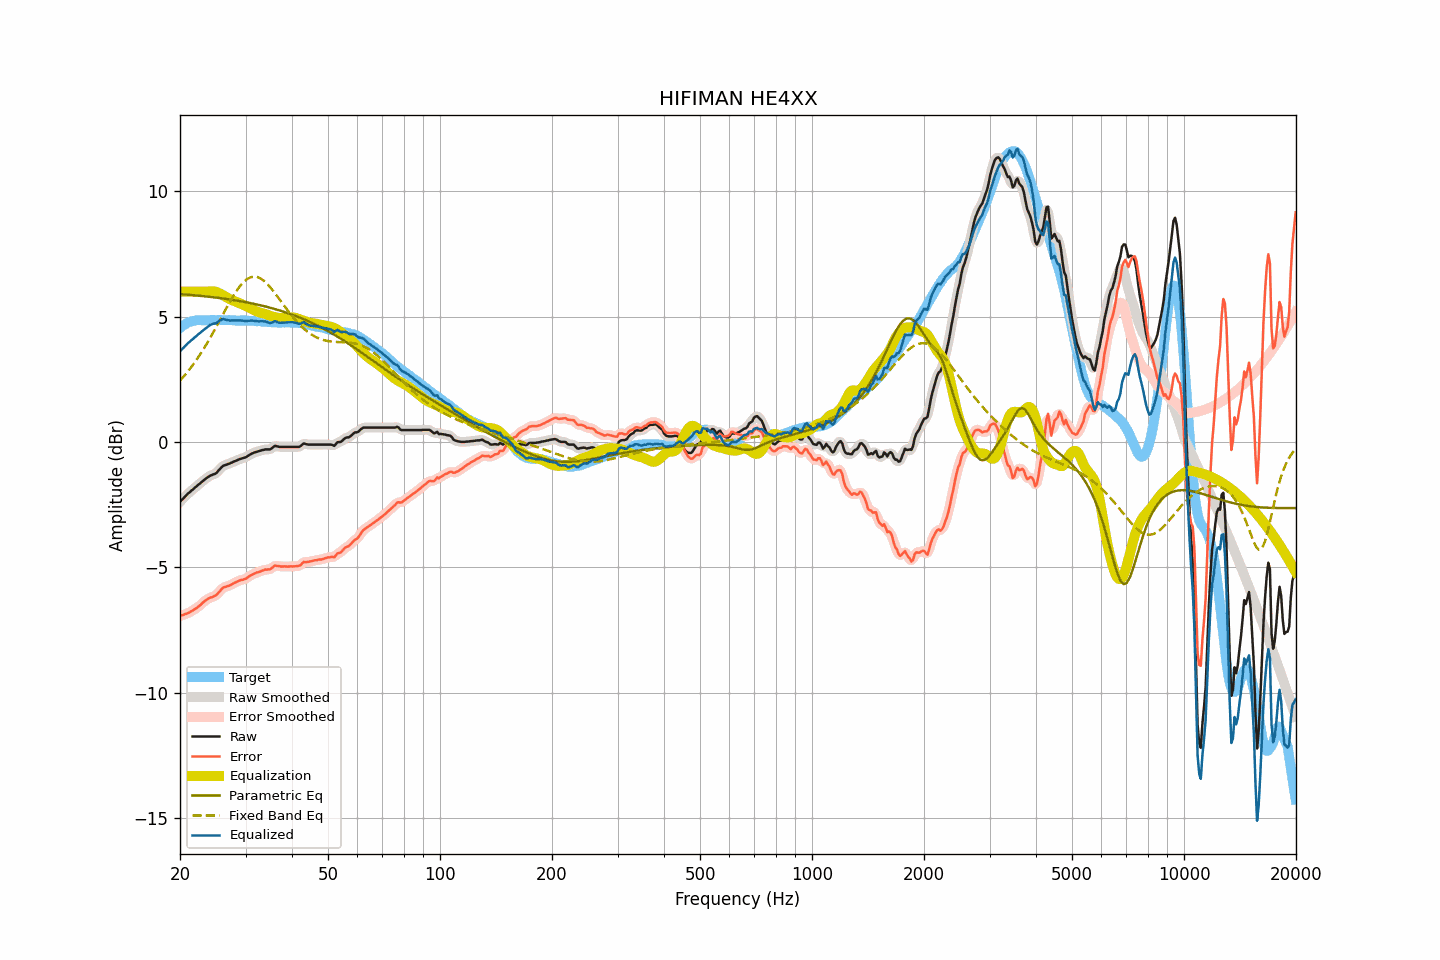 HIFIMAN HE4XX
Amplitude (dBr)
10
5
0
−5
−10
−15
Target
Raw Smoothed
Error Smoothed
Raw
Error
Equalization
Parametric Eq
Fixed Band Eq
Equalized
20 50 100 200 500 1000 2000 5000 10000 20000
Frequency (Hz)